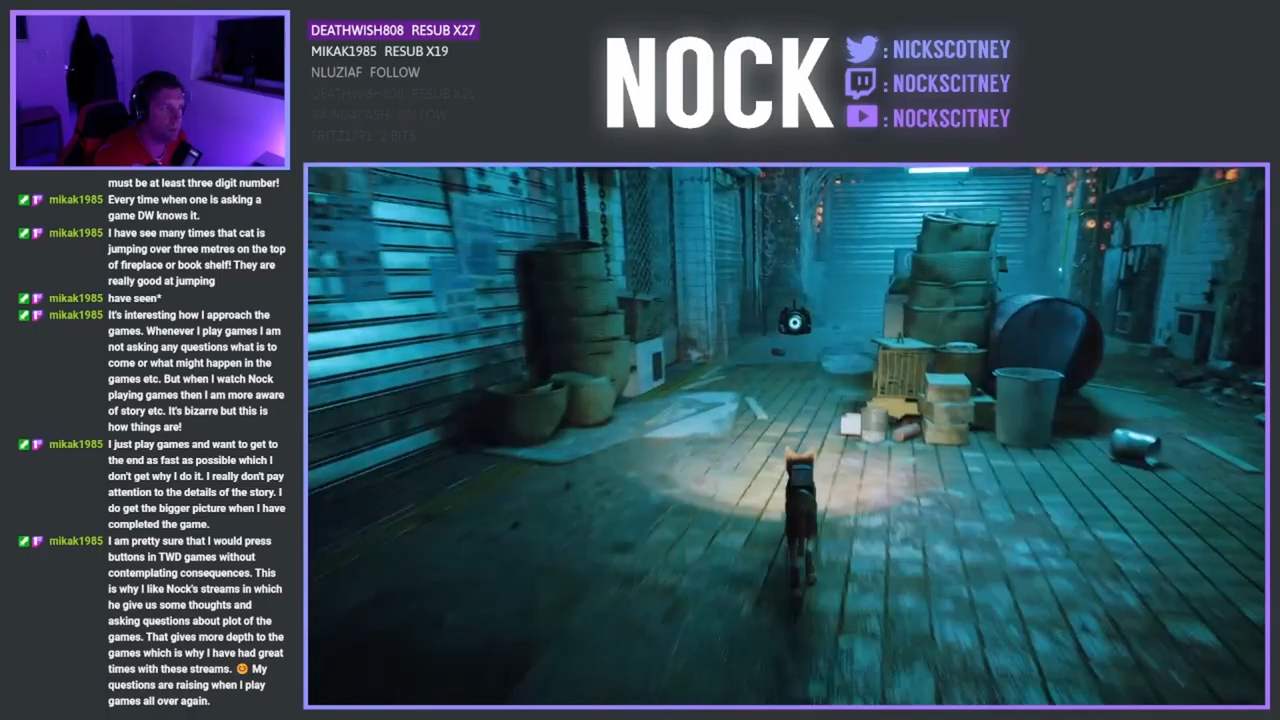 DEATHWISH808 RESUB X27
MIKAK1985 RESUB X19
NLUZIAF FOLLOW
DEATHWISH808 RESUB X26
FOLLOW
FRITZ1791 2 BITS
NOCK
: NICKSCOTNEY
: NOCKSCITNEY
: NOCKSCITNEY
must be at least three digit number!
mikak1985 Every time when one is asking a
game DW knows it.
mikak1985 I have see many times that cat is
jumping over three metres on the top
of fireplace or book shelf! They are
really good at jumping
mikak1985 have seen*
mikak1985 It's interesting how I approach the
games. Whenever I play games I am
not asking any questions what is to
come or what might happen in the
games etc. But when I watch Nock
playing games then I am more aware
of story etc. It's bizarre but this is
how things are!
mikak1985 I just play games and want to get to
the end as fast as possible which I
don't get why I do it. I really don't pay
attention to the details of the story. I
do get the bigger picture when I have
completed the game.
mikak1985 I am pretty sure that I would press
buttons in TWD games without
contemplating consequences. This
is why I like Nock's streams in which
he give us some thoughts and
asking questions about plot of the
games. That gives more depth to the
games which is why I have had great
times with these streams. 😊 My
questions are raising when I play
games all over again.